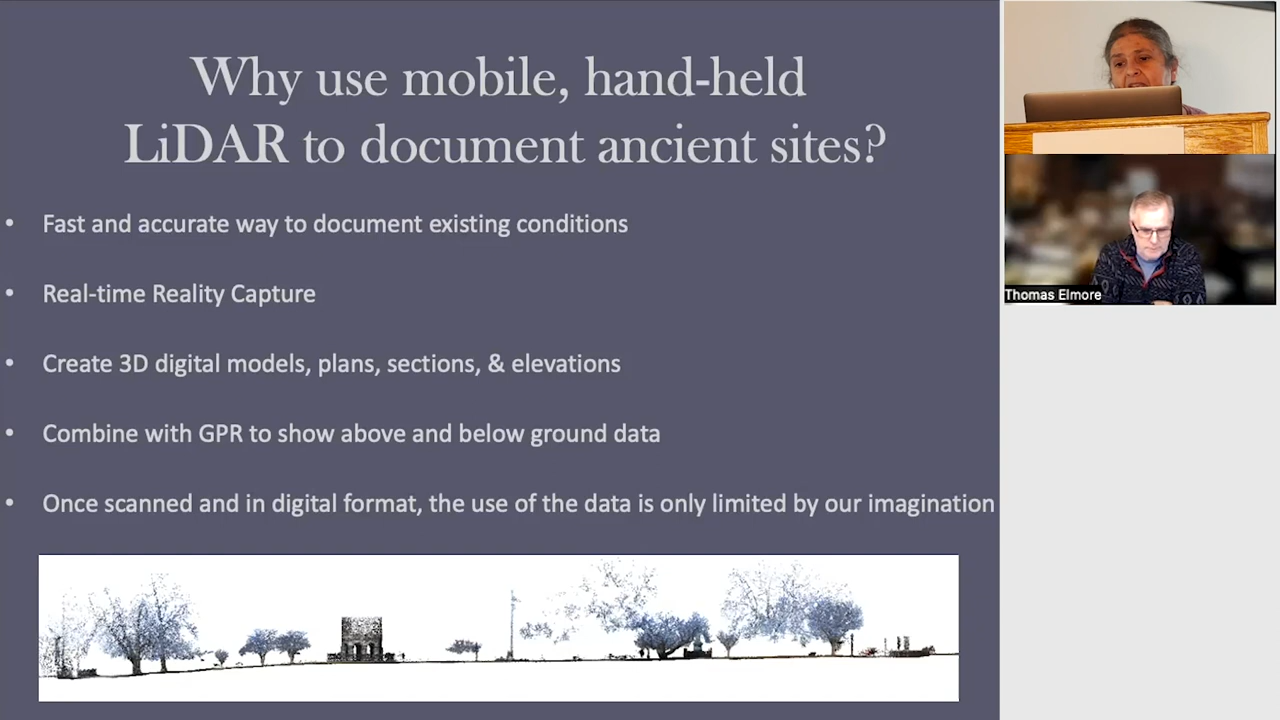 Why use mobile, hand-held
LiDAR to document ancient sites?
• Fast and accurate way to document existing conditions
• Real-time Reality Capture
• Create 3D digital models, plans, sections, & elevations
• Combine with GPR to show above and below ground data
• Once scanned and in digital format, the use of the data is only limited by our imagination
Thomas Elmore